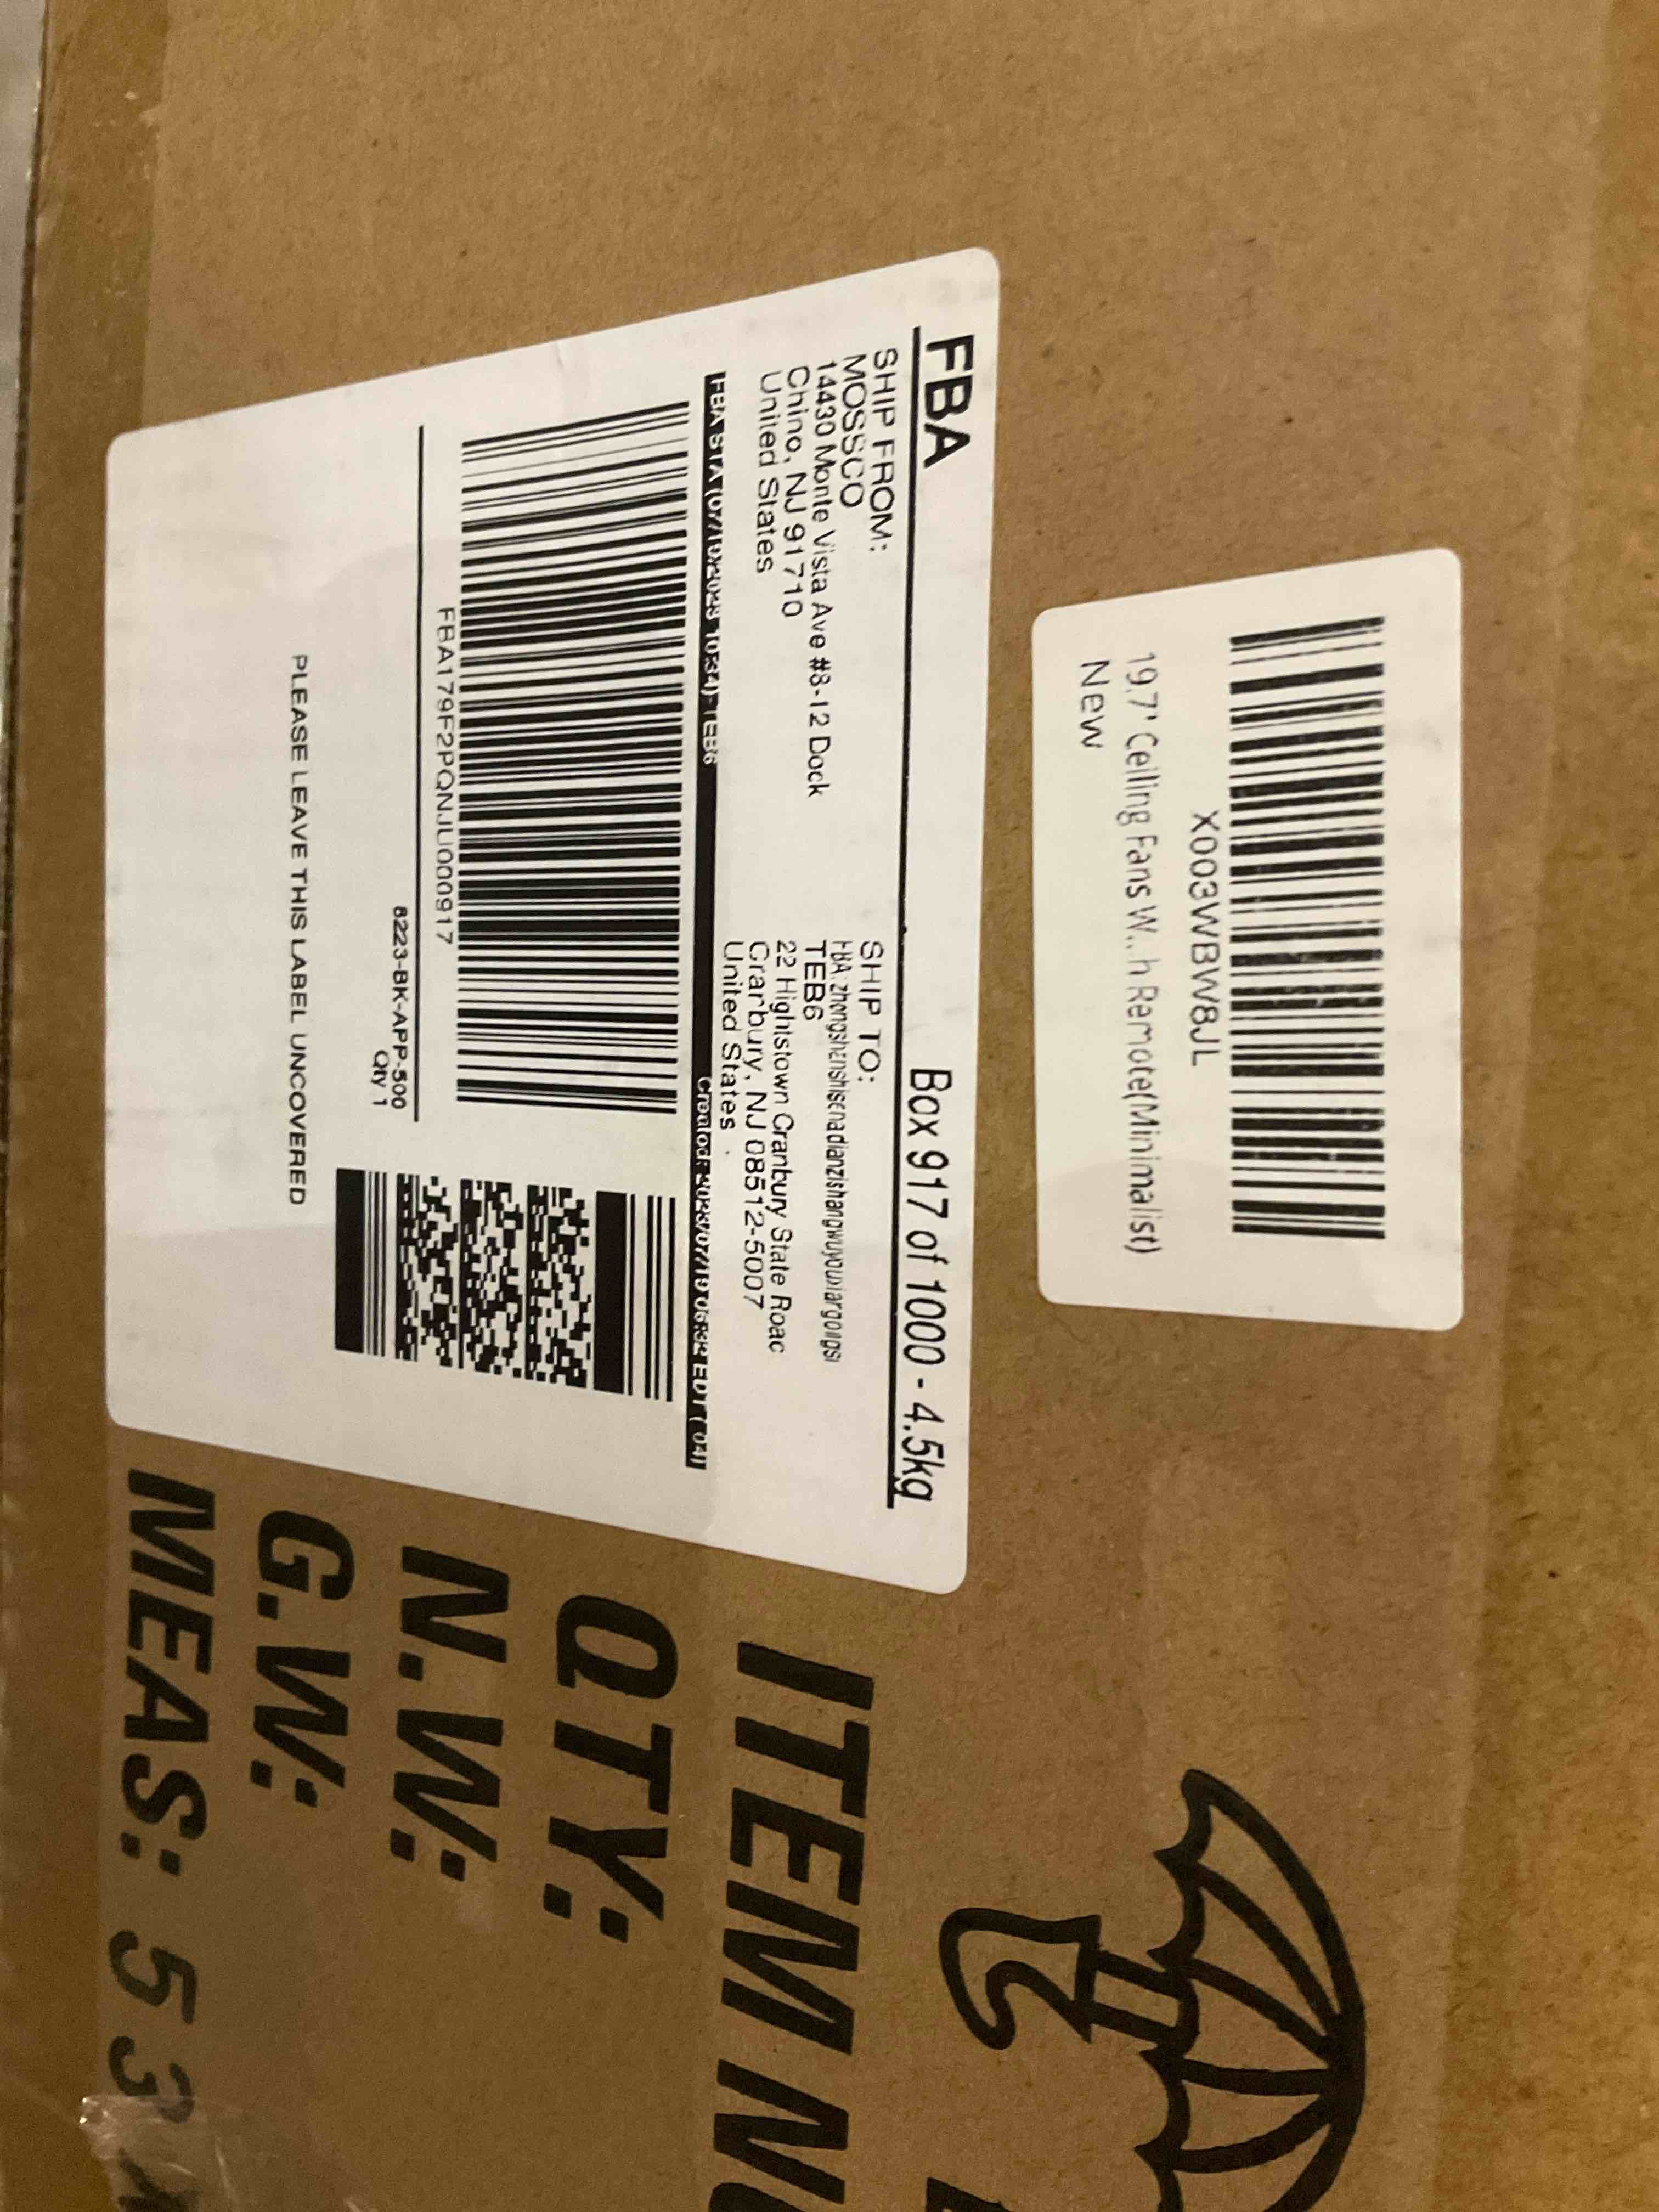 X003WBW8JL
19.7' Ceiling Fans W...h Remote(Minimalist)
New
FBA
Box 917 of 1000 - 4.5kg
SHIP FROM:
MOSSCO
14430 Monte Vista Ave #8-12 Dock
Chino, NJ 91710
United States
SHIP TO:
TEB6
22 Hightstown Cranbury State Roac
Cranbury, NJ 08512-5007
United States
FBA179F2PQNJU000917
8223-BK-APP-500
Qty 1
PLEASE LEAVE THIS LABEL UNCOVERED
ITEM
QTY:
N.W:
G.W:
MEAS: 53